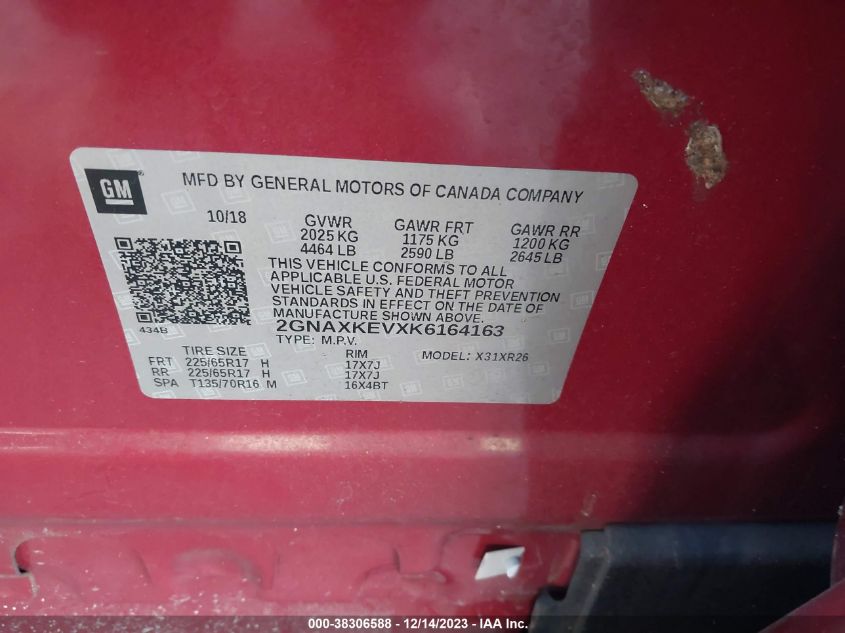 GM
MFD BY GENERAL MOTORS OF CANADA COMPANY
10/18
GVWR GAWR FRT GAWR RR
2025 KG 1175 KG 1200 KG
4464 LB 2590 LB 2645 LB
THIS VEHICLE CONFORMS TO ALL
APPLICABLE U.S. FEDERAL MOTOR
VEHICLE SAFETY AND THEFT PREVENTION
STANDARDS IN EFFECT ON THE DATE OF
MANUFACTURE SHOWN ABOVE.
434B
2GNAXKEVXK6164163
TYPE: M.P.V. MODEL: X31XR26
TIRE SIZE RIM
FRT 225/65R17 H 17X7J
RR 225/65R17 H 17X7J
SPA T135/70R16 M 16X4BT
000-38306588 - 12/14/2023 - IAA Inc.